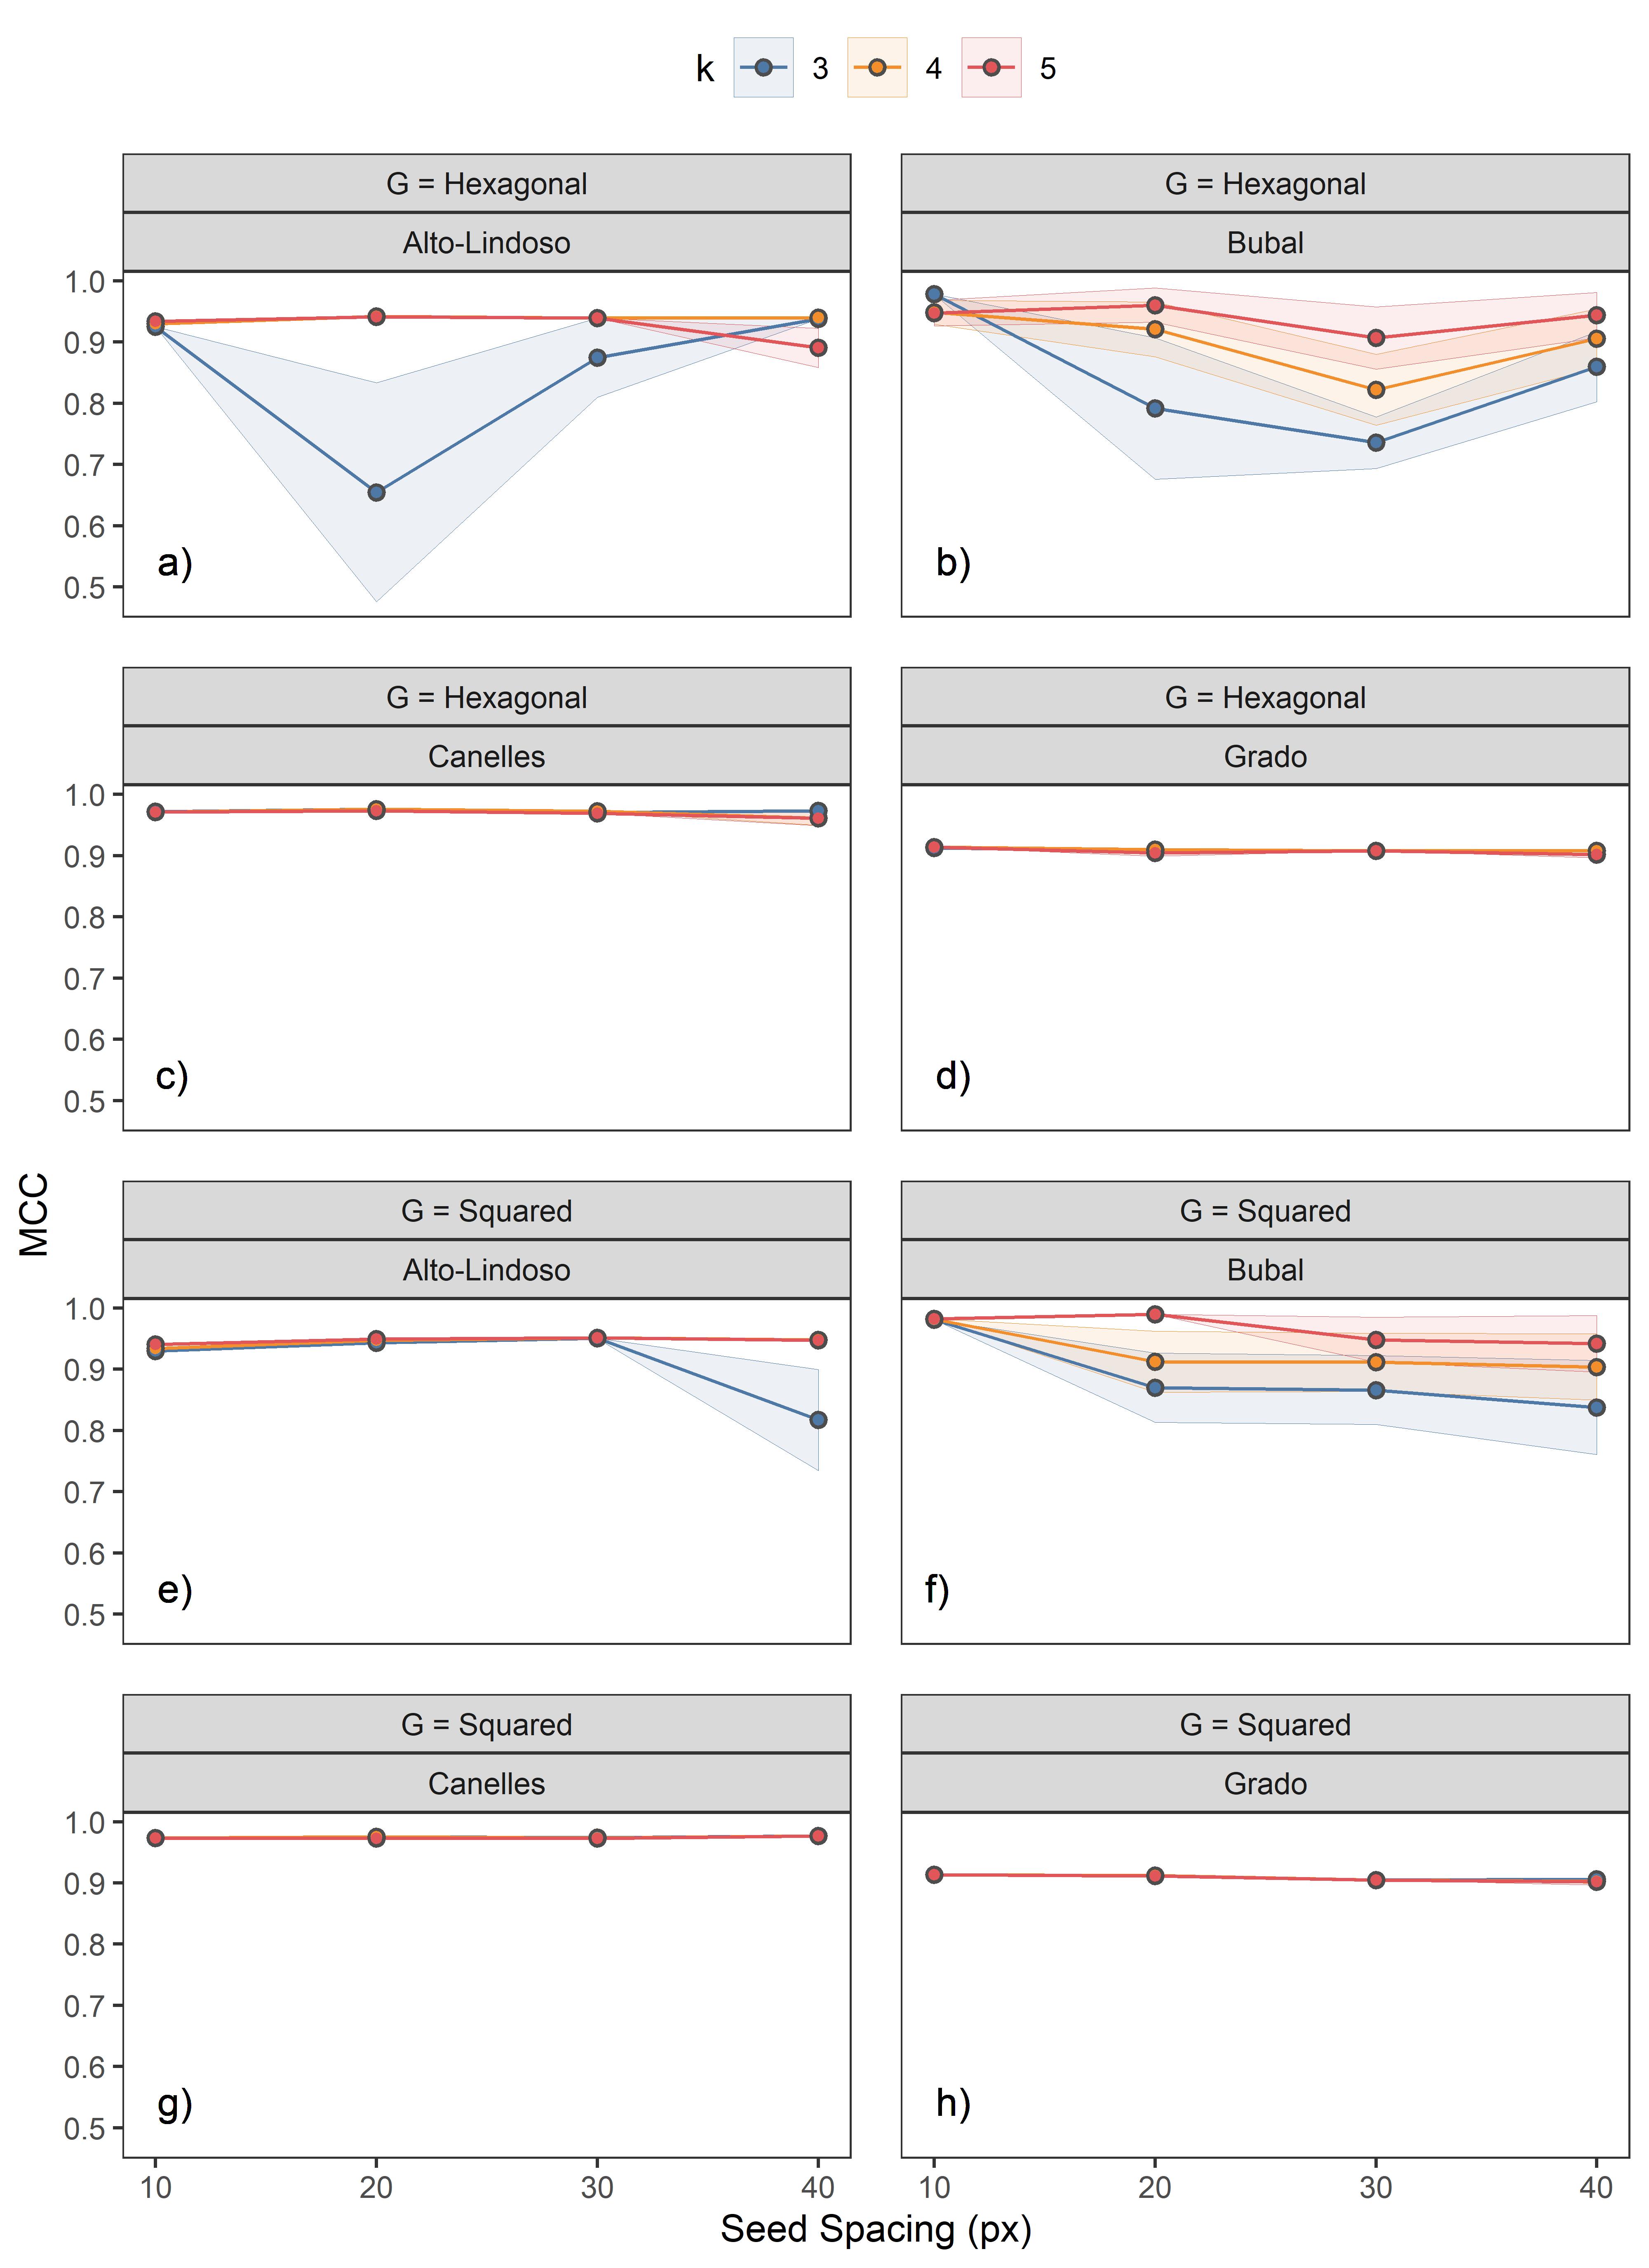 k 3 4 5
G = Hexagonal G = Hexagonal
Alto-Lindoso Bubal
1.0
0.9
0.8
0.7
0.6
a) b)
0.5
G = Hexagonal G = Hexagonal
Canelles Grado
1.0
0.9
0.8
0.7
0.6
c) d)
0.5
MCC
G = Squared G = Squared
Alto-Lindoso Bubal
1.0
0.9
0.8
0.7
0.6
e) f)
0.5
G = Squared G = Squared
Canelles Grado
1.0
0.9
0.8
0.7
0.6
g) h)
0.5
10 20 30 40 10 20 30 40
Seed Spacing (px)